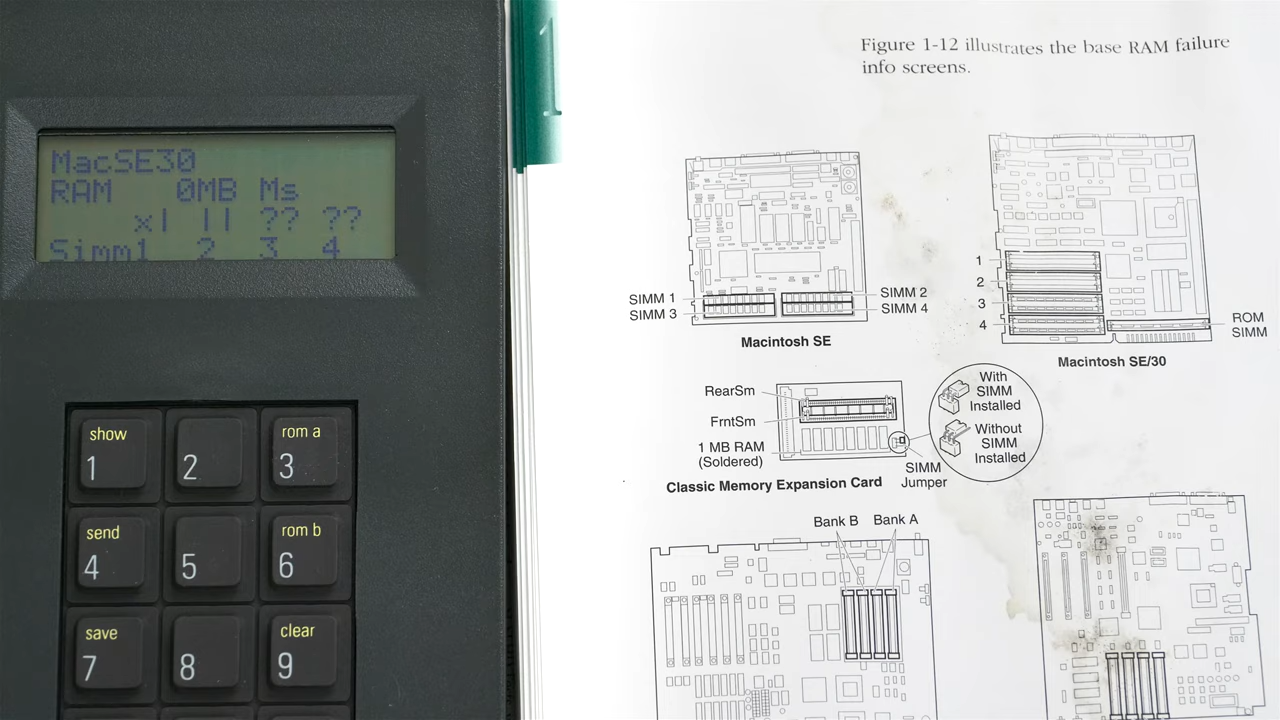 MacSE30
RAM 0MB Ms
x| || ?? ??
Simm1 2 3 4
show
1
2
rom a
3
send
4
5
rom b
6
save
7
8
clear
9
1
Figure 1-12 illustrates the base RAM failure
info screens.
SIMM 1
SIMM 3
SIMM 2
SIMM 4
Macintosh SE
1
2
3
4
ROM
SIMM
Macintosh SE/30
RearSm
FrntSm
1 MB RAM
(Soldered)
SIMM
Jumper
With
SIMM
Installed
Without
SIMM
Installed
Classic Memory Expansion Card
Bank B
Bank A